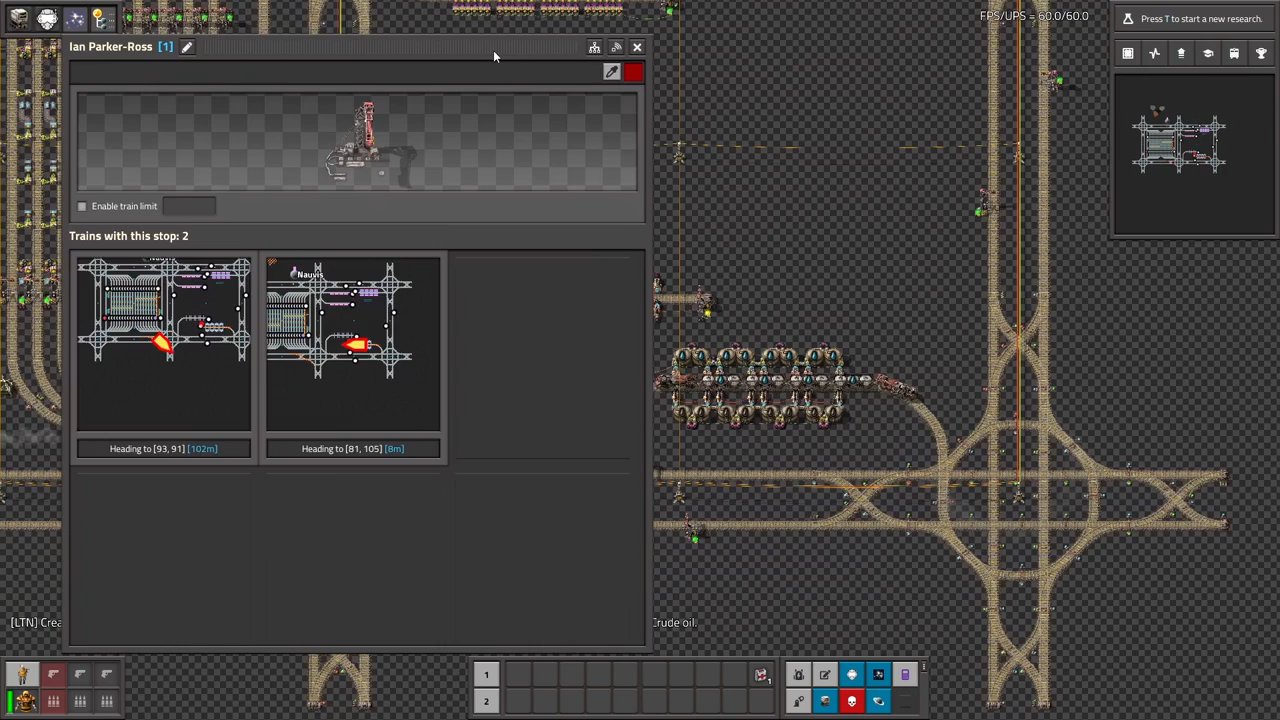 FPS/UPS = 60.0/60.0
Press T to start a new research.
Ian Parker-Ross [1]
Enable train limit
Trains with this stop: 2
Nauvis
Nauvis
Heading to [93, 91] [102m]
Heading to [81, 105] [8m]
[LTN] Crea
Crude oil.
1
1
2